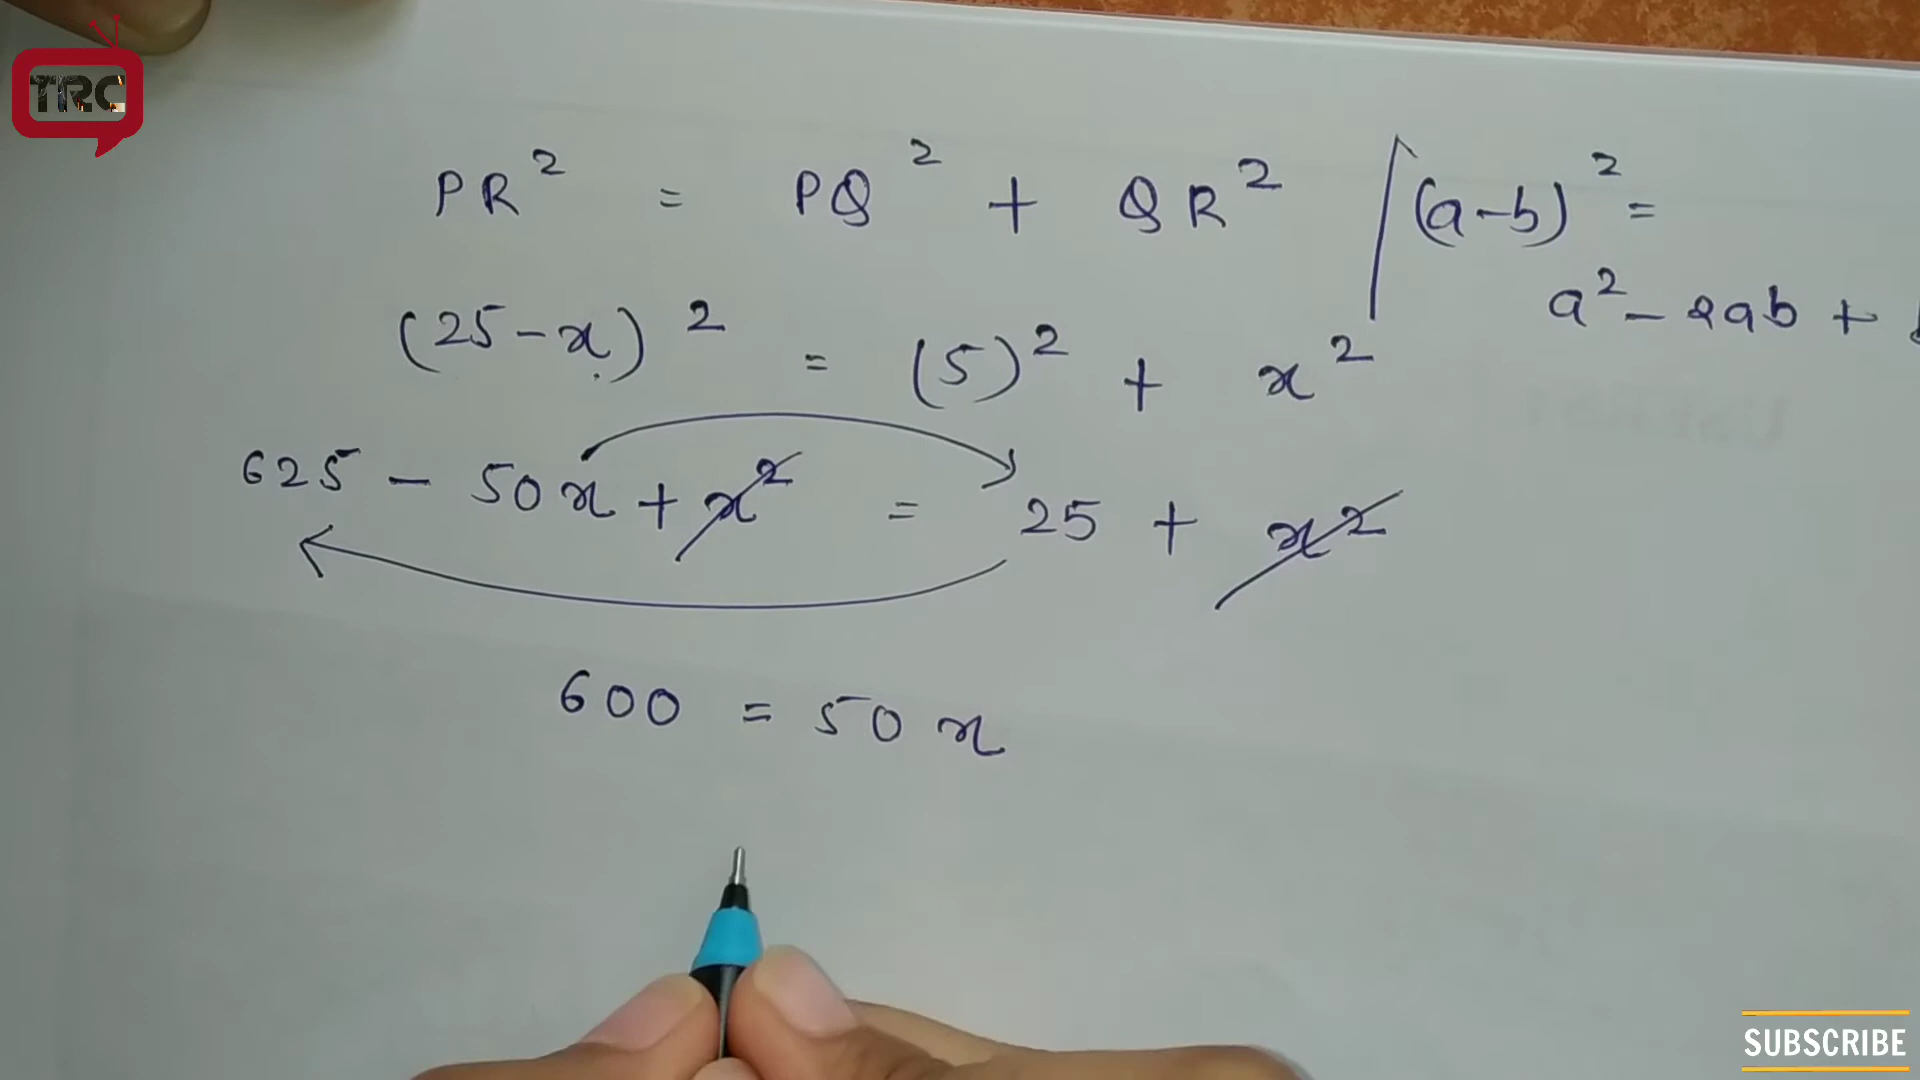 TRC
PR² = PQ² + QR²
(a-b)² =
a² - 2ab +
(25-x)² = (5)² + x²
625 - 50x + x² = 25 + x²
600 = 50x
SUBSCRIBE